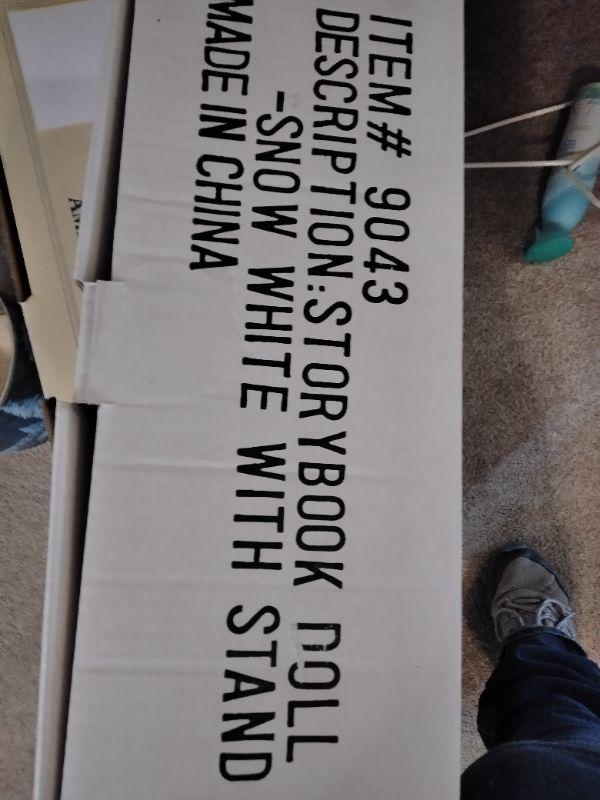 ITEM# 9043
DESCRIPTION:STORYBOOK DOLL
-SNOW WHITE WITH STAND
MADE IN CHINA